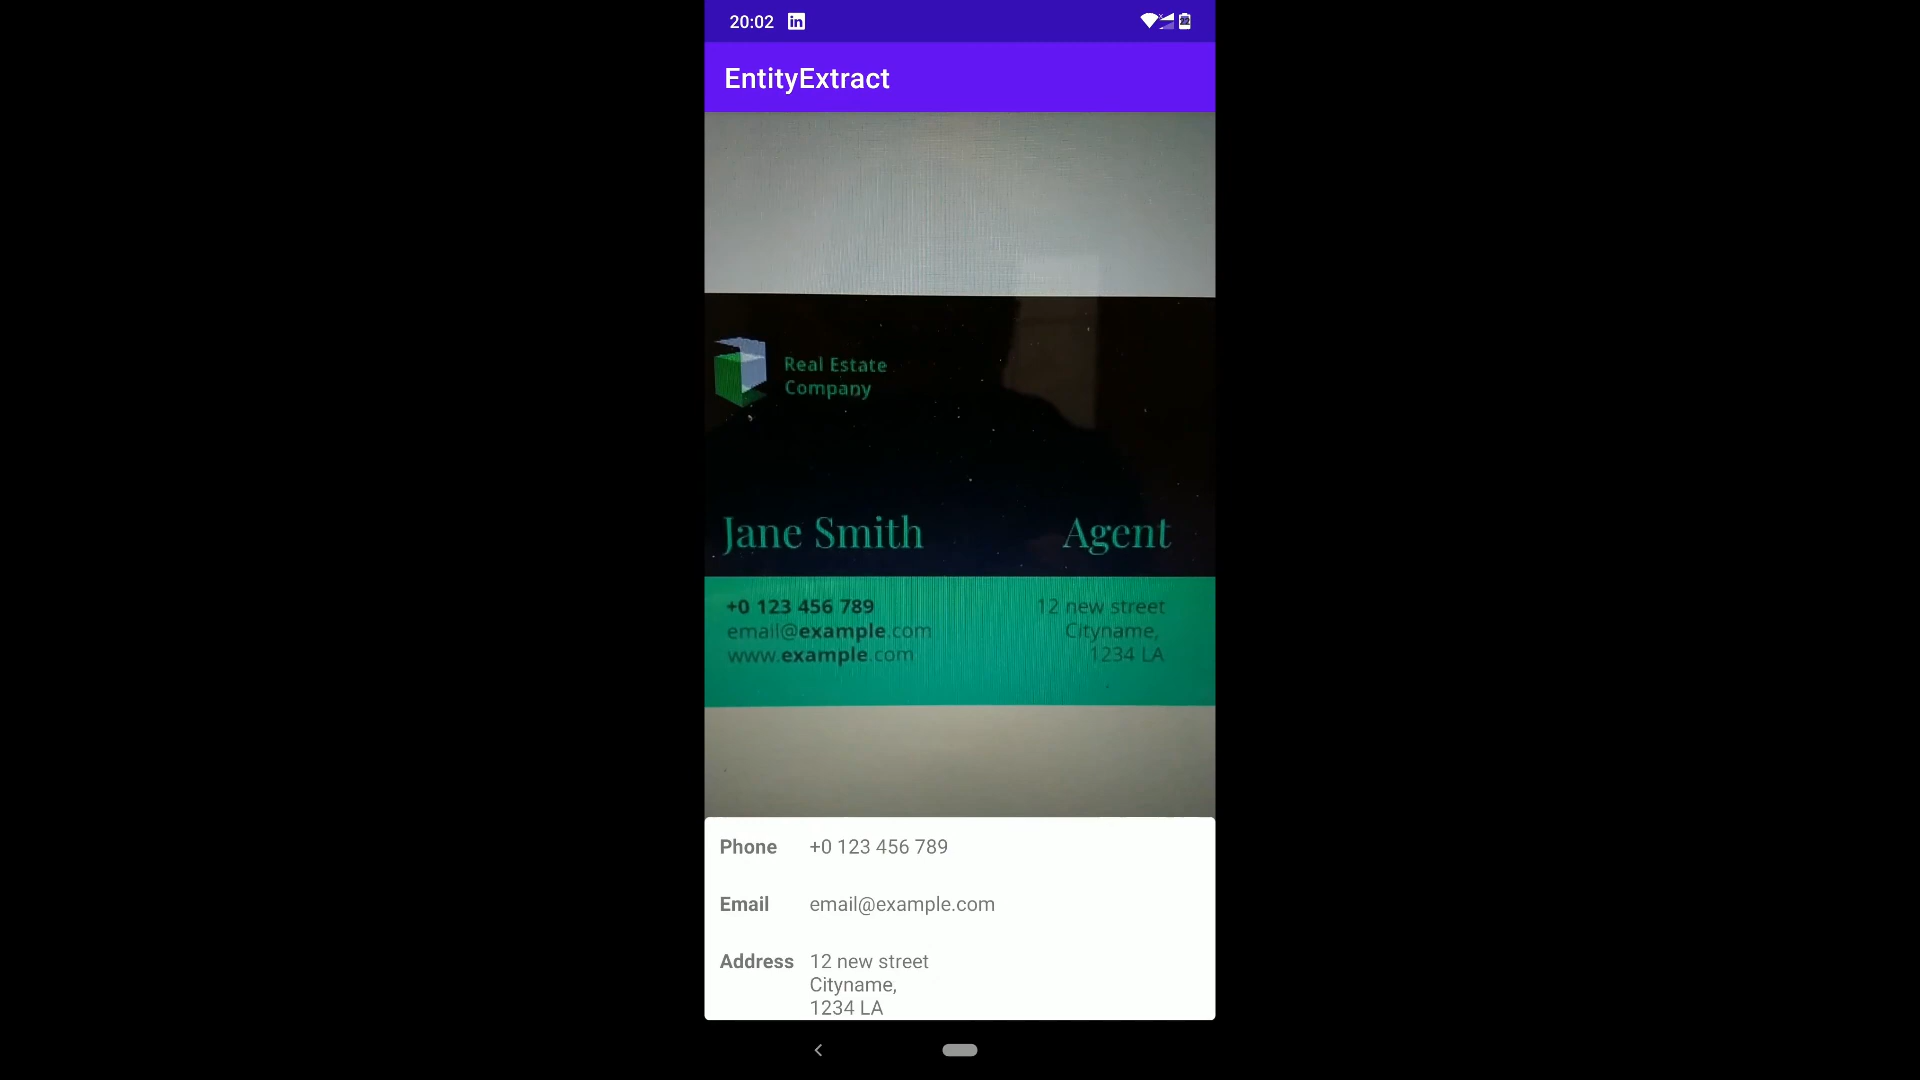 20:02
EntityExtract
Real Estate
Company
Jane Smith
Agent
+0 123 456 789
email@example.com
www.example.com
12 new street
Cityname,
1234 LA
Phone +0 123 456 789
Email email@example.com
Address 12 new street
Cityname,
1234 LA